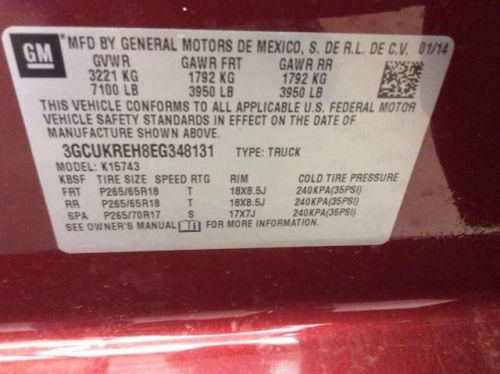 GM MFD BY GENERAL MOTORS DE MEXICO, S. DE R.L. DE C.V. 01/14
GVWR GAWR FRT GAWR RR
3221 KG 1792 KG 1792 KG
7100 LB 3950 LB 3950 LB
THIS VEHICLE CONFORMS TO ALL APPLICABLE U.S. FEDERAL MOTOR
VEHICLE SAFETY STANDARDS IN EFFECT ON THE DATE OF
MANUFACTURE SHOWN ABOVE.
3GCUKREH8EG348131 TYPE: TRUCK
MODEL: K15743
KBSF TIRE SIZE SPEED RTG RIM COLD TIRE PRESSURE
FRT P265/65R18 T 18X8.5J 240KPA(35PSI)
RR P265/65R18 T 18X8.5J 240KPA(35PSI)
SPA P265/70R17 S 17X7J 240KPA(35PSI)
SEE OWNER'S MANUAL FOR MORE INFORMATION.